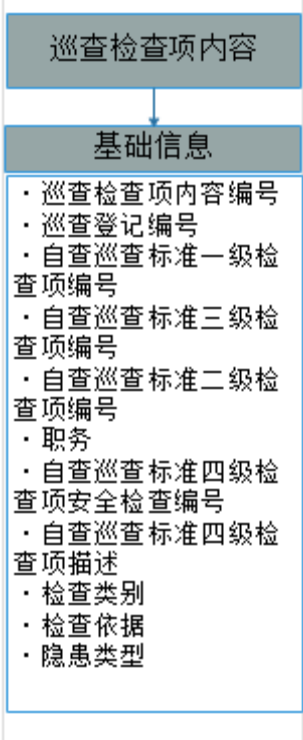 巡查检查项内容
基础信息
·巡查检查项内容编号
·巡查登记编号
·自查巡查标准一级检
查项编号
·自查巡查标准三级检
查项编号
·自查巡查标准二级检
查项编号
·职务
·自查巡查标准四级检
查项安全检查编号
·自查巡查标准四级检
查项描述
·检查类别
·检查依据
·隐患类型